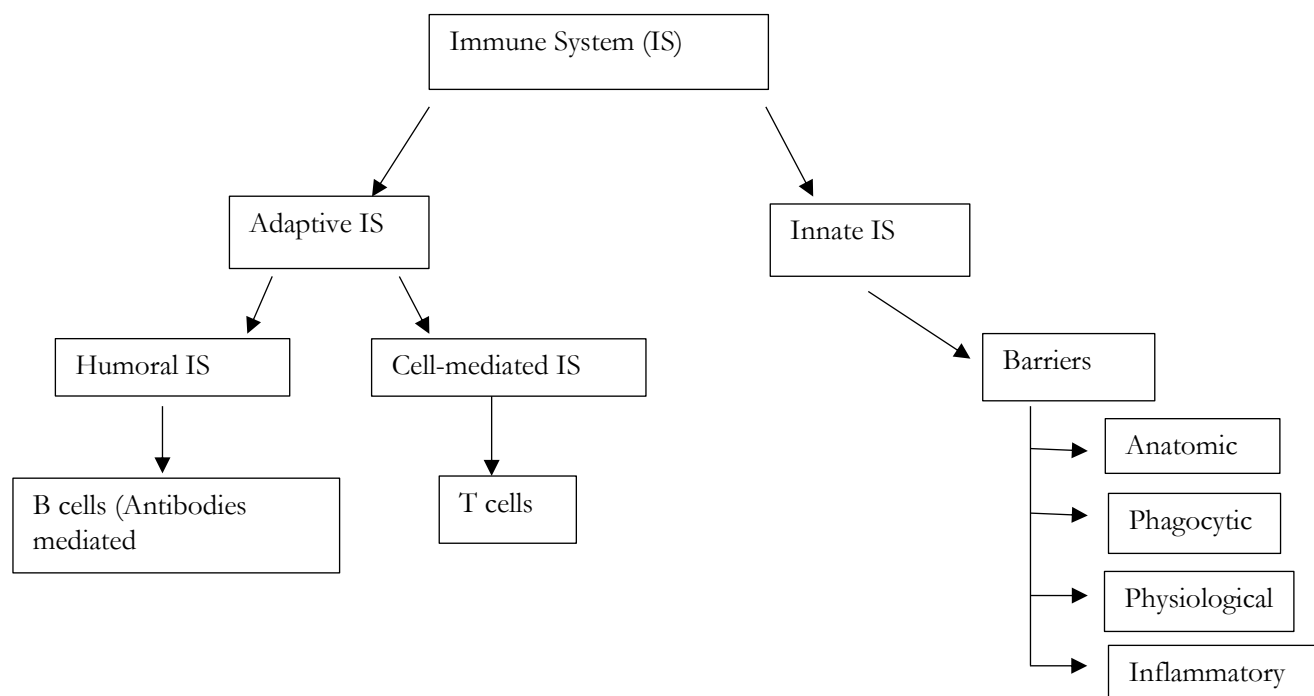 Immune System (IS)
Adaptive IS
Innate IS
Humoral IS
Cell-mediated IS
Barriers
B cells (Antibodies
mediated
T cells
Anatomic
Phagocytic
Physiological
Inflammatory